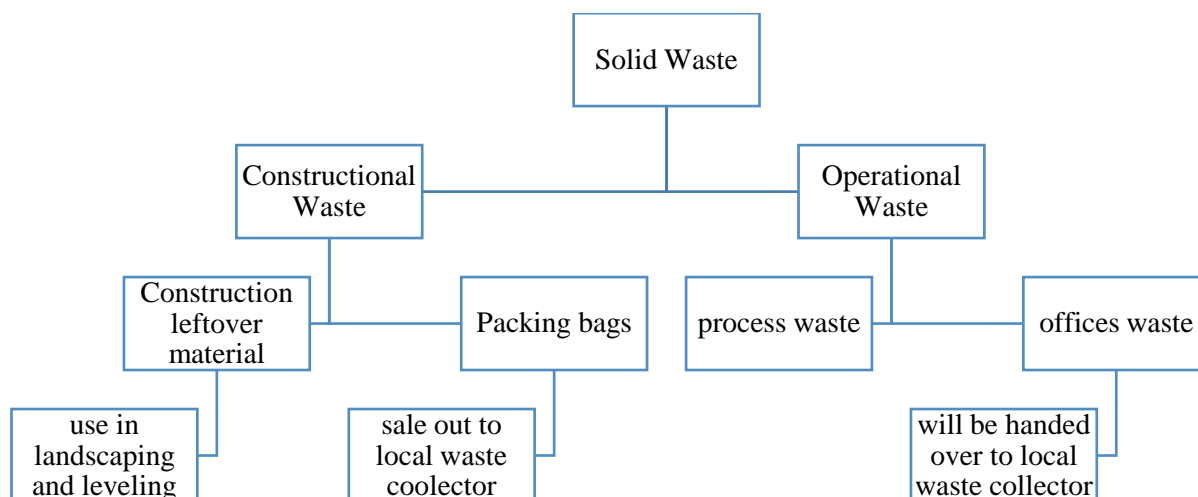 Solid Waste
Constructional
Waste
Operational
Waste
Construction
leftover
material
Packing bags
process waste
offices waste
use in
landscaping
and leveling
sale out to
local waste
coolector
will be handed
over to local
waste collector